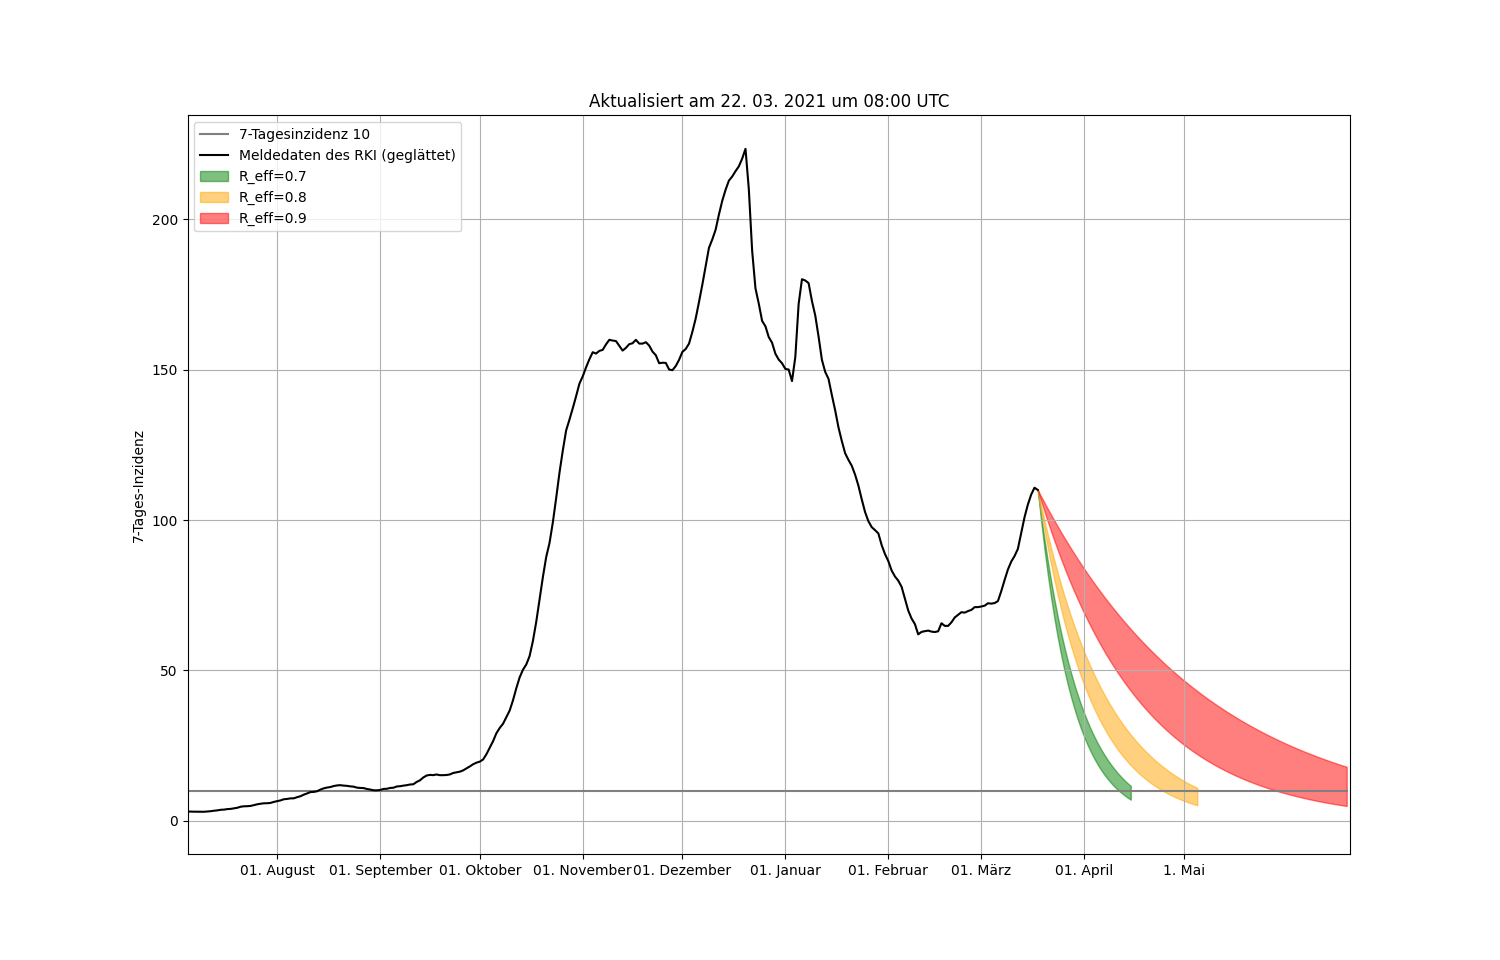 Aktualisiert am 22. 03. 2021 um 08:00 UTC
7-Tagesinzidenz 10
Meldedaten des RKI (geglättet)
R_eff=0.7
R_eff=0.8
R_eff=0.9
7-Tages-Inzidenz
200
150
100
50
0
01. August
01. September
01. Oktober
01. November
01. Dezember
01. Januar
01. Februar
01. März
01. April
1. Mai